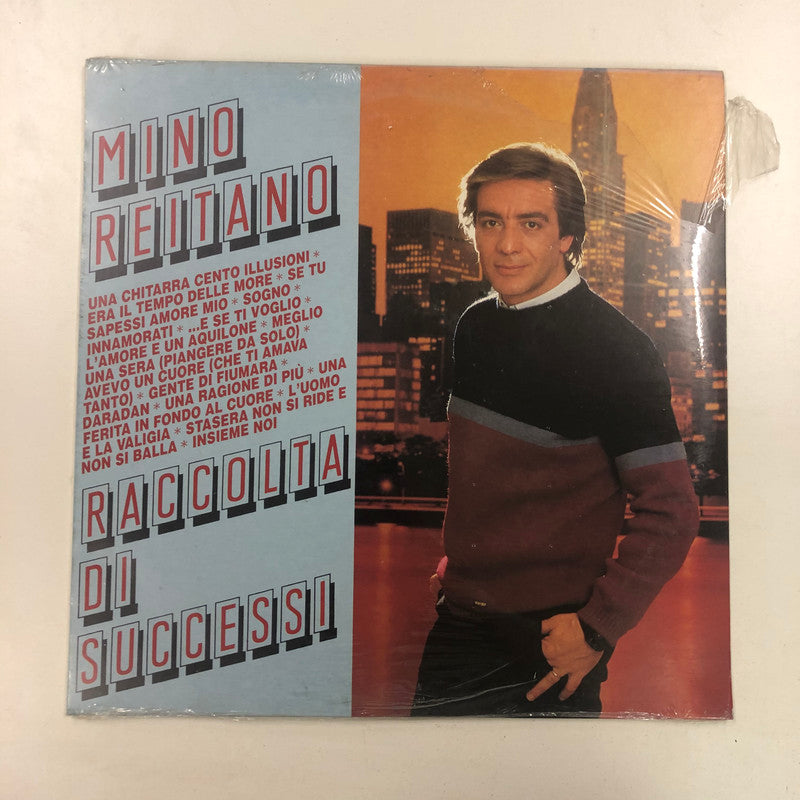 MINO
REITANO
UNA CHITARRA CENTO ILLUSIONI *
ERA IL TEMPO DELLE MORE * SE TU
SAPESSI AMORE MIO * SOGNO *
INNAMORATI * ...E SE TI VOGLIO *
L'AMORE È UN AQUILONE * MEGLIO
UNA SERA (PIANGERE DA SOLO) *
AVEVO UN CUORE (CHE TI AMAVA
TANTO) * GENTE DI FIUMARA *
DARADAN * UNA RAGIONE DI PIÙ * UNA
FERITA IN FONDO AL CUORE * L'UOMO
E LA VALIGIA * STASERA NON SI RIDE E
NON SI BALLA * INSIEME NOI
RACCOLTA
DI
SUCCESSI